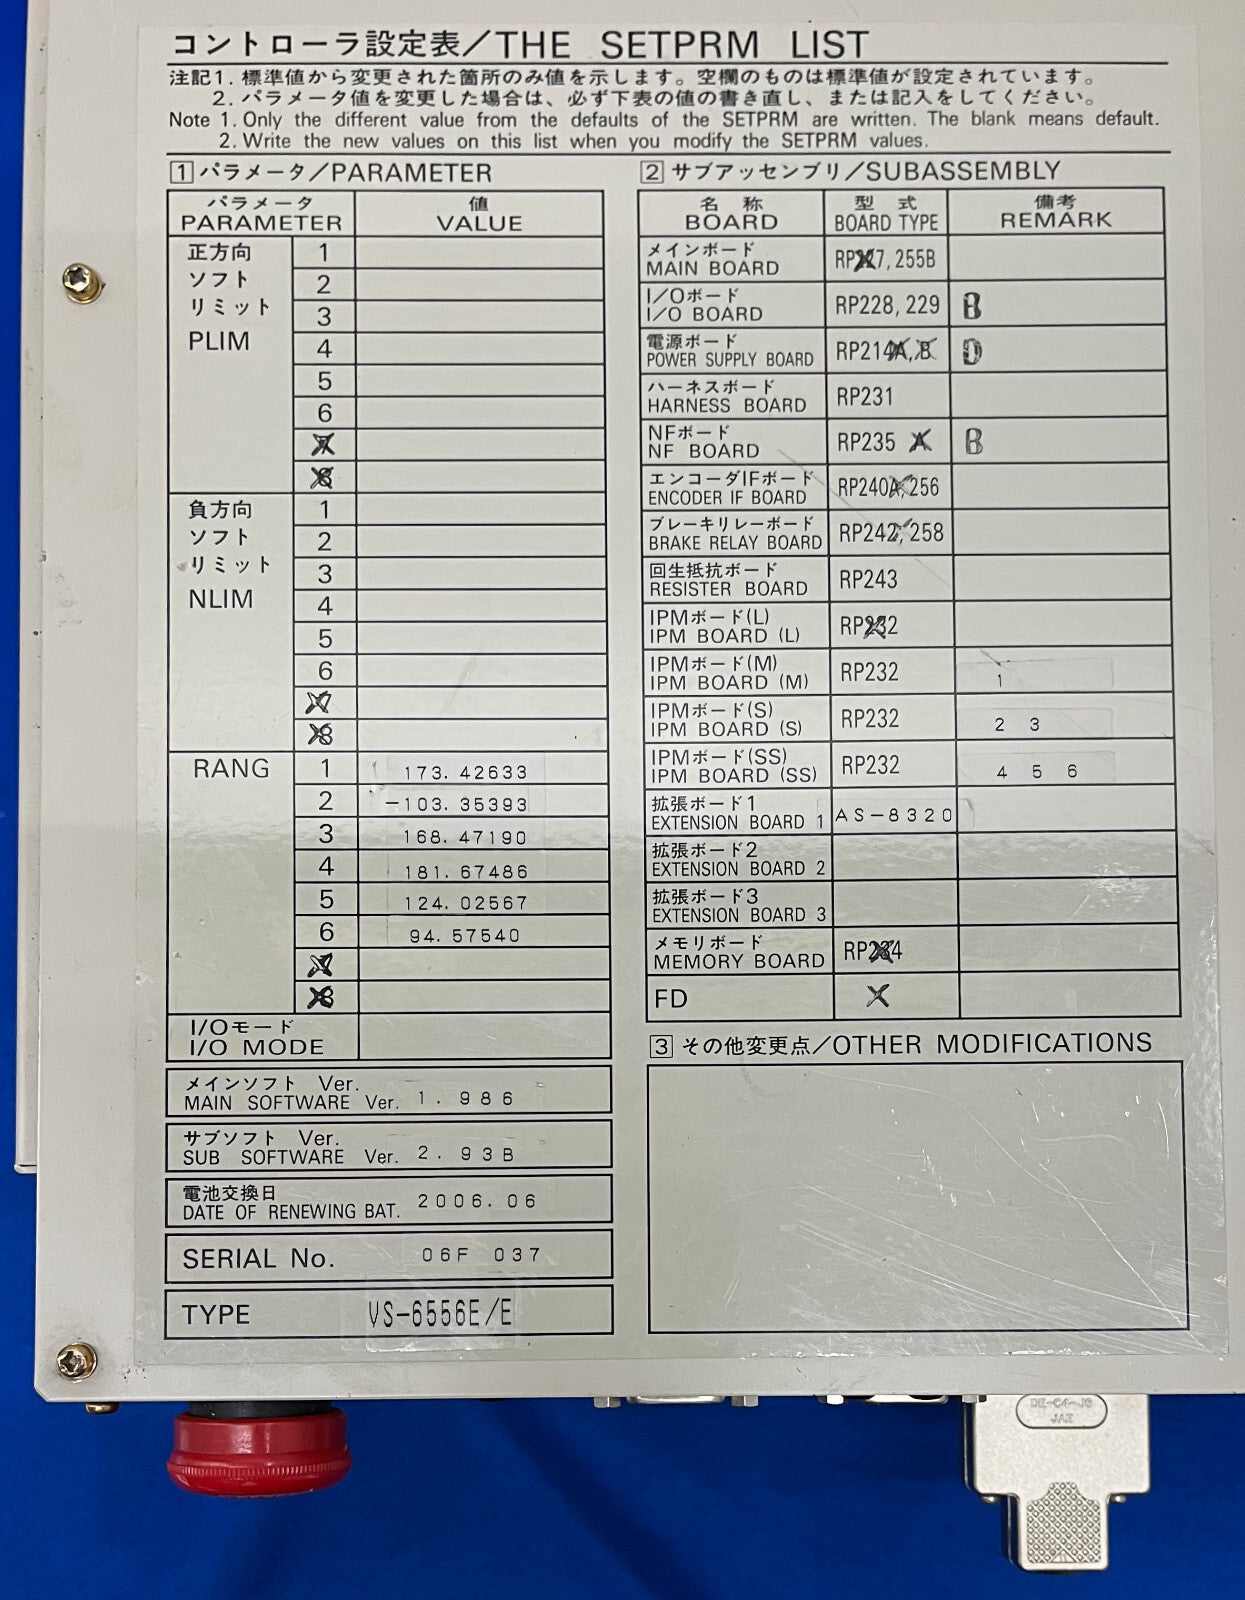 コントローラ設定表/THE SETPRM LIST
注記1. 標準値から変更された箇所のみ値を示します。空欄のものは標準値が設定されています。
2. パラメータ値を変更した場合は、必ず下表の値の書き直し、または記入をしてください。
Note 1. Only the different value from the defaults of the SETPRM are written. The blank means default.
2. Write the new values on this list when you modify the SETPRM values.
1 パラメータ/PARAMETER
パラメータ 値
PARAMETER VALUE
正方向 1
ソフト 2
リミット 3
PLIM 4
5
6
7
8
負方向 1
ソフト 2
リミット 3
NLIM 4
5
6
7
8
RANG 1 173.42633
2 -103.35393
3 168.47190
4 181.67486
5 124.02567
6 94.57540
7
8
I/Oモード
I/O MODE
メインソフト Ver.
MAIN SOFTWARE Ver. 1.986
サブソフト Ver.
SUB SOFTWARE Ver. 2.93B
電池交換日
DATE OF RENEWING BAT. 2006.06
SERIAL No. 06F 037
TYPE VS-6556E/E
2 サブアッセンブリ/SUBASSEMBLY
名称 型式 備考
BOARD BOARD TYPE REMARK
メインボード
MAIN BOARD RP 7, 255B
I/Oボード
I/O BOARD RP228, 229 B
電源ボード
POWER SUPPLY BOARD RP214A, B D
ハーネスボード
HARNESS BOARD RP231
NFボード
NF BOARD RP235 A B
エンコーダIFボード
ENCODER IF BOARD RP240A, 256
ブレーキリレーボード
BRAKE RELAY BOARD RP242, 258
回生抵抗ボード
RESISTER BOARD RP243
IPMボード(L)
IPM BOARD (L) RP232
IPMボード(M)
IPM BOARD (M) RP232 1
IPMボード(S)
IPM BOARD (S) RP232 2 3
IPMボード(SS)
IPM BOARD (SS) RP232 4 5 6
拡張ボード1
EXTENSION BOARD 1 AS-8320
拡張ボード2
EXTENSION BOARD 2
拡張ボード3
EXTENSION BOARD 3
メモリボード
MEMORY BOARD RP234
FD
3 その他変更点/OTHER MODIFICATIONS
DE-C4-J6
JAE